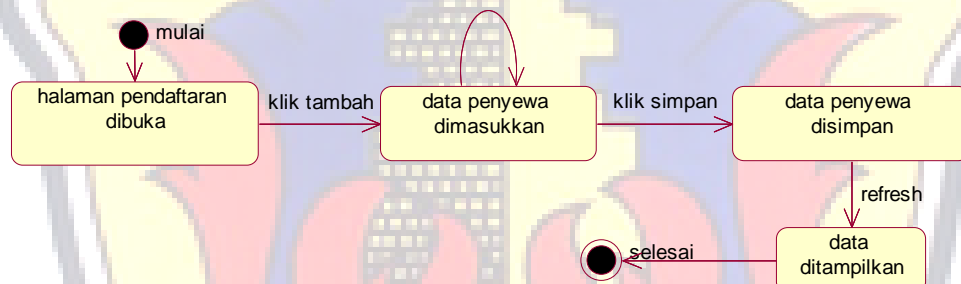 mulai
halaman pendaftaran
dibuka
klik tambah
data penyewa
dimasukkan
klik simpan
data penyewa
disimpan
refresh
data
ditampilkan
selesai